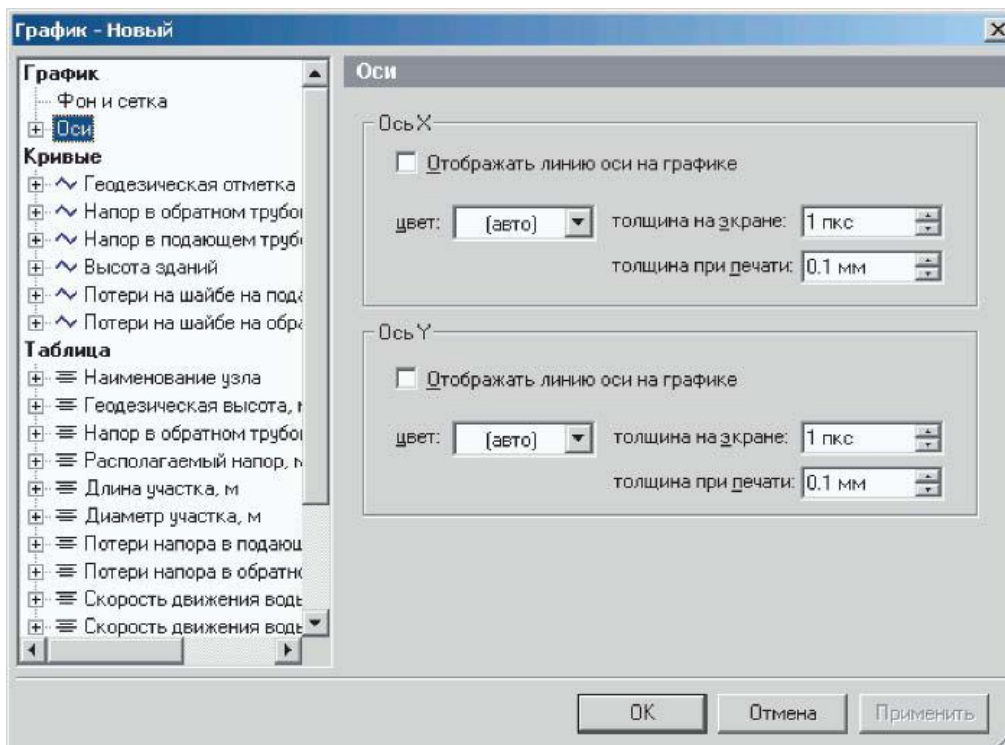 График - Новый
График
Фон и сетка
Оси
Кривые
Геодезическая отметка
Напор в обратном трубо
Напор в подающем труб
Высота зданий
Потери на шайбе на пода
Потери на шайбе на обра
Таблица
Наименование узла
Геодезическая высота,
Напор в обратном трубо
Располагаемый напор, м
Длина участка, м
Диаметр участка, м
Потери напора в подающ
Потери напора в обратно
Скорость движения воды
Скорость движения воды
Оси
Ось X
Отображать линию оси на графике
цвет: (авто) толщина на экране: 1 пкс
толщина при печати: 0.1 мм
Ось Y
Отображать линию оси на графике
цвет: (авто) толщина на экране: 1 пкс
толщина при печати: 0.1 мм
OK Отмена Применить